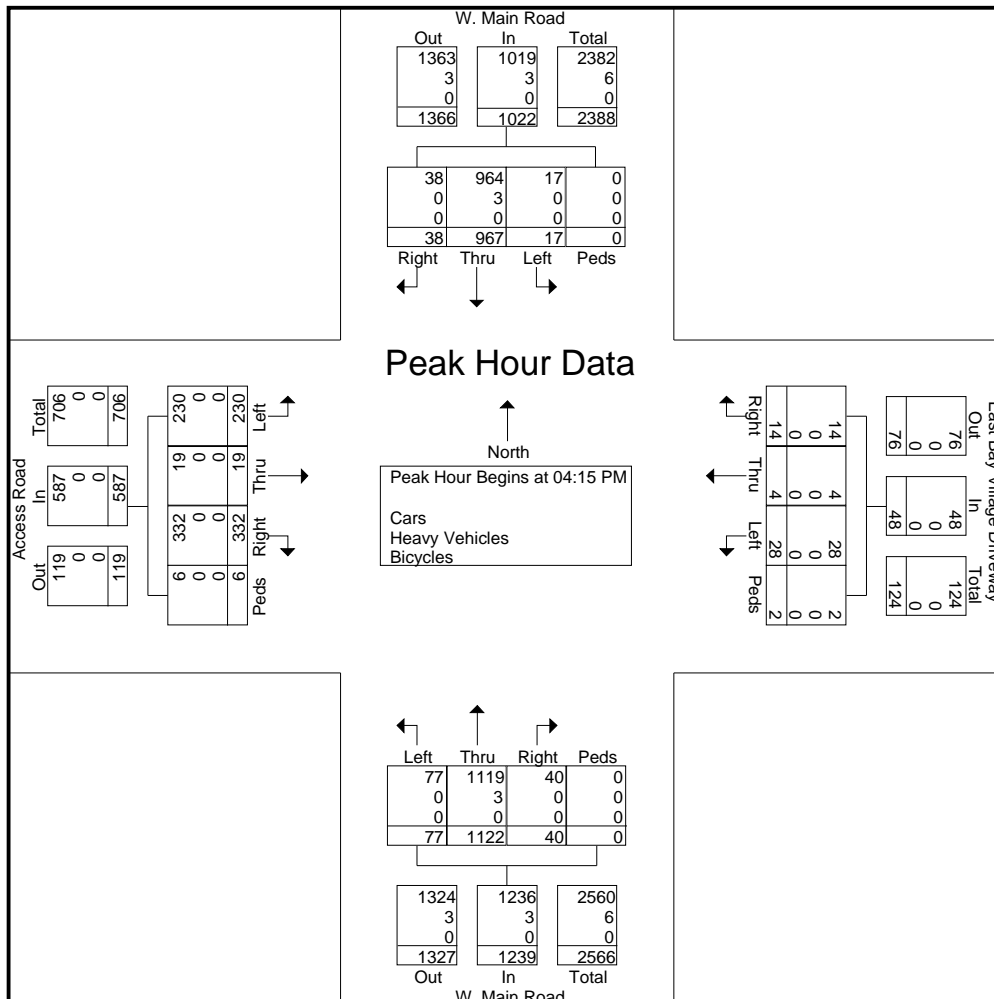 W. Main Road
Out In Total
1363 1019 2382
3 3 6
0 0 0
1366 1022 2388
38 964 17 0
0 3 0 0
0 0 0 0
38 967 17 0
Right Thru Left Peds
Peak Hour Data
North
Peak Hour Begins at 04:15 PM
Cars
Heavy Vehicles
Bicycles
Access Road
Total In Out
706 587 119
0 0 0
0 0 0
706 587 119
230 19 332 6
0 0 0 0
0 0 0 0
230 19 332 6
Left Thru Right Peds
Right Thru Left Peds
14 4 28 2
0 0 0 0
0 0 0 0
14 4 28 2
East Bay Village Driveway
Out In Total
76 48 124
0 0 0
0 0 0
76 48 124
Left Thru Right Peds
77 1119 40 0
0 3 0 0
0 0 0 0
77 1122 40 0
1324 1236 2560
3 3 6
0 0 0
1327 1239 2566
Out In Total
W. Main Road